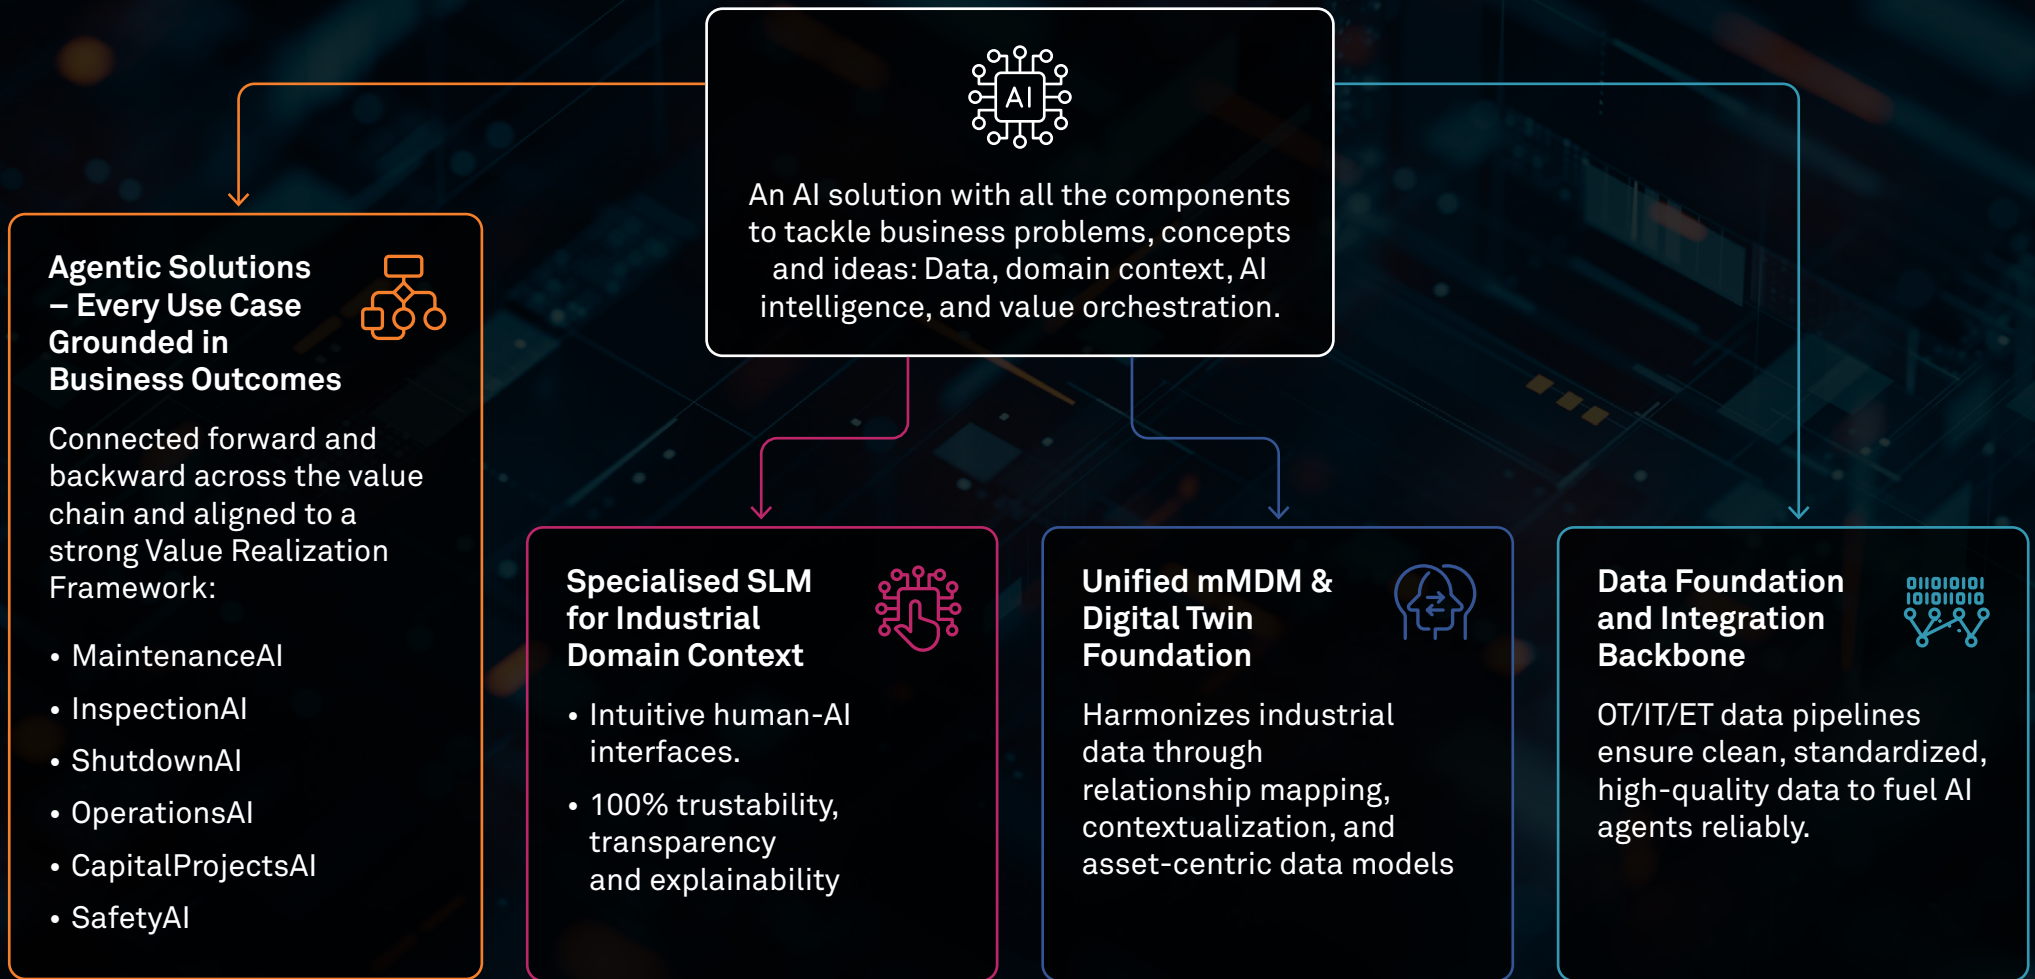 AI
An AI solution with all the components
to tackle business problems, concepts
and ideas: Data, domain context, AI
intelligence, and value orchestration.
Agentic Solutions
– Every Use Case
Grounded in
Business Outcomes
Connected forward and
backward across the value
chain and aligned to a
strong Value Realization
Framework:
• MaintenanceAI
• InspectionAI
• ShutdownAI
• OperationsAI
• CapitalProjectsAI
• SafetyAI
Specialised SLM
for Industrial
Domain Context
• Intuitive human-AI
interfaces.
• 100% trustability,
transparency
and explainability
Unified mMDM &
Digital Twin
Foundation
Harmonizes industrial
data through
relationship mapping,
contextualization, and
asset-centric data models
Data Foundation
and Integration
Backbone
011010101
101011010
OT/IT/ET data pipelines
ensure clean, standardized,
high-quality data to fuel AI
agents reliably.